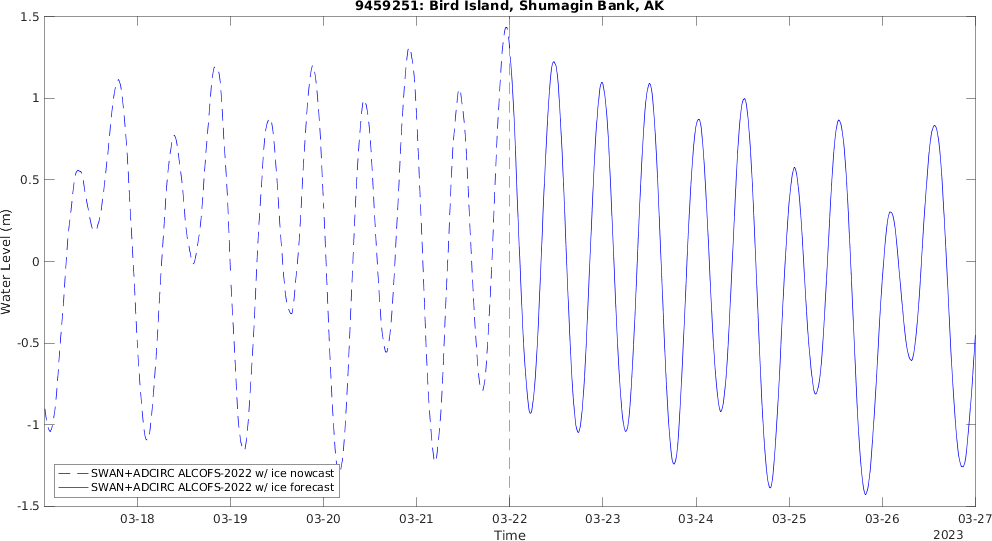 9459251: Bird Island, Shumagin Bank, AK
1.5
1
0.5
0
-0.5
-1
-1.5
Water Level (m)
SWAN+ADCIRC ALCOFS-2022 w/ ice nowcast
SWAN+ADCIRC ALCOFS-2022 w/ ice forecast
03-18 03-19 03-20 03-21 03-22 03-23 03-24 03-25 03-26 03-27
Time
2023